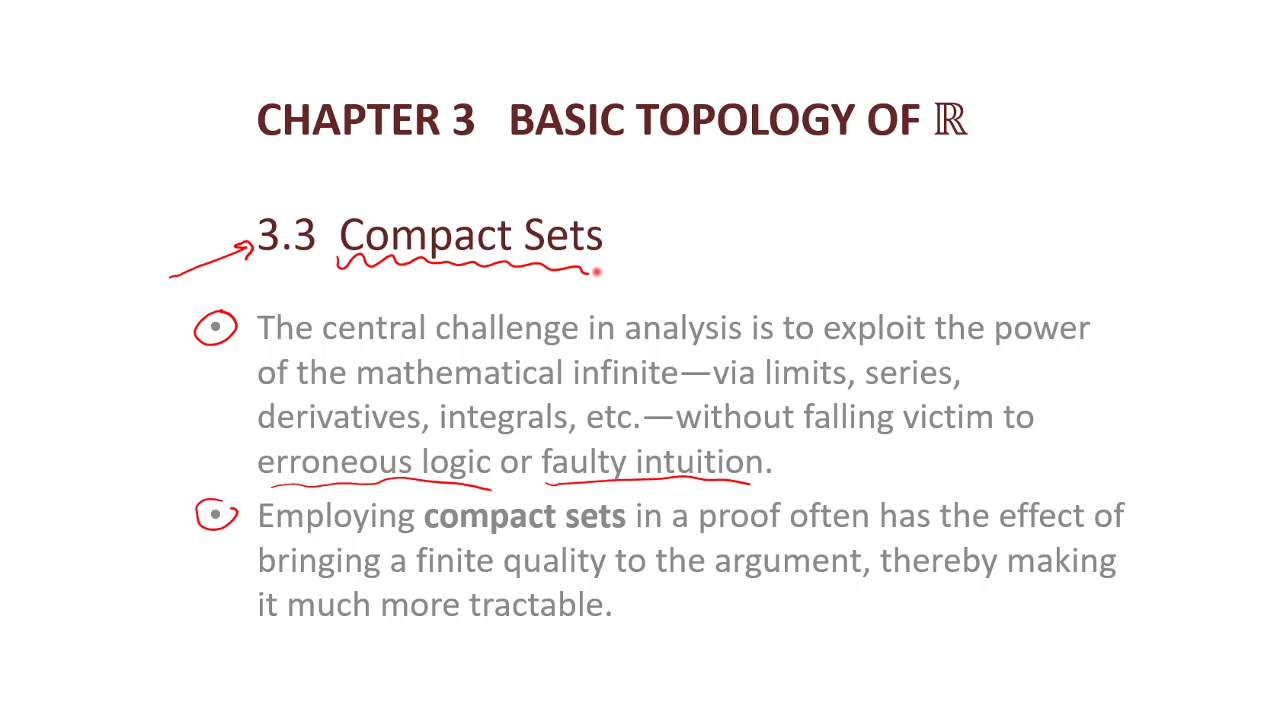 CHAPTER 3 BASIC TOPOLOGY OF ℝ
3.3 Compact Sets
• The central challenge in analysis is to exploit the power
of the mathematical infinite—via limits, series,
derivatives, integrals, etc.—without falling victim to
erroneous logic or faulty intuition.
• Employing compact sets in a proof often has the effect of
bringing a finite quality to the argument, thereby making
it much more tractable.